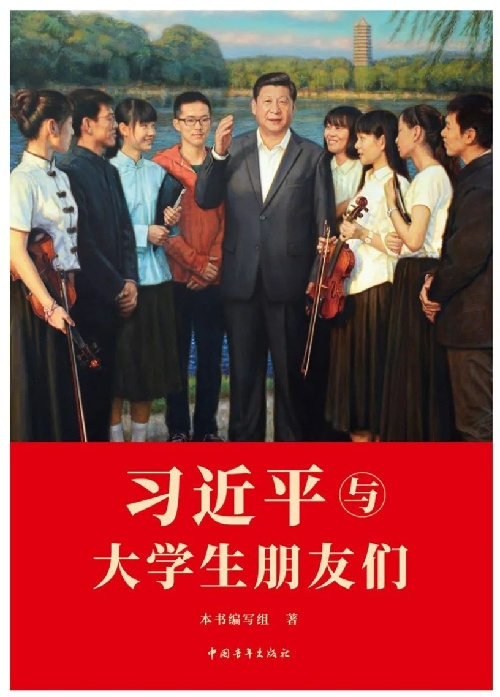 习近平与
大学生朋友们
本书编写组 著
中国青年出版社